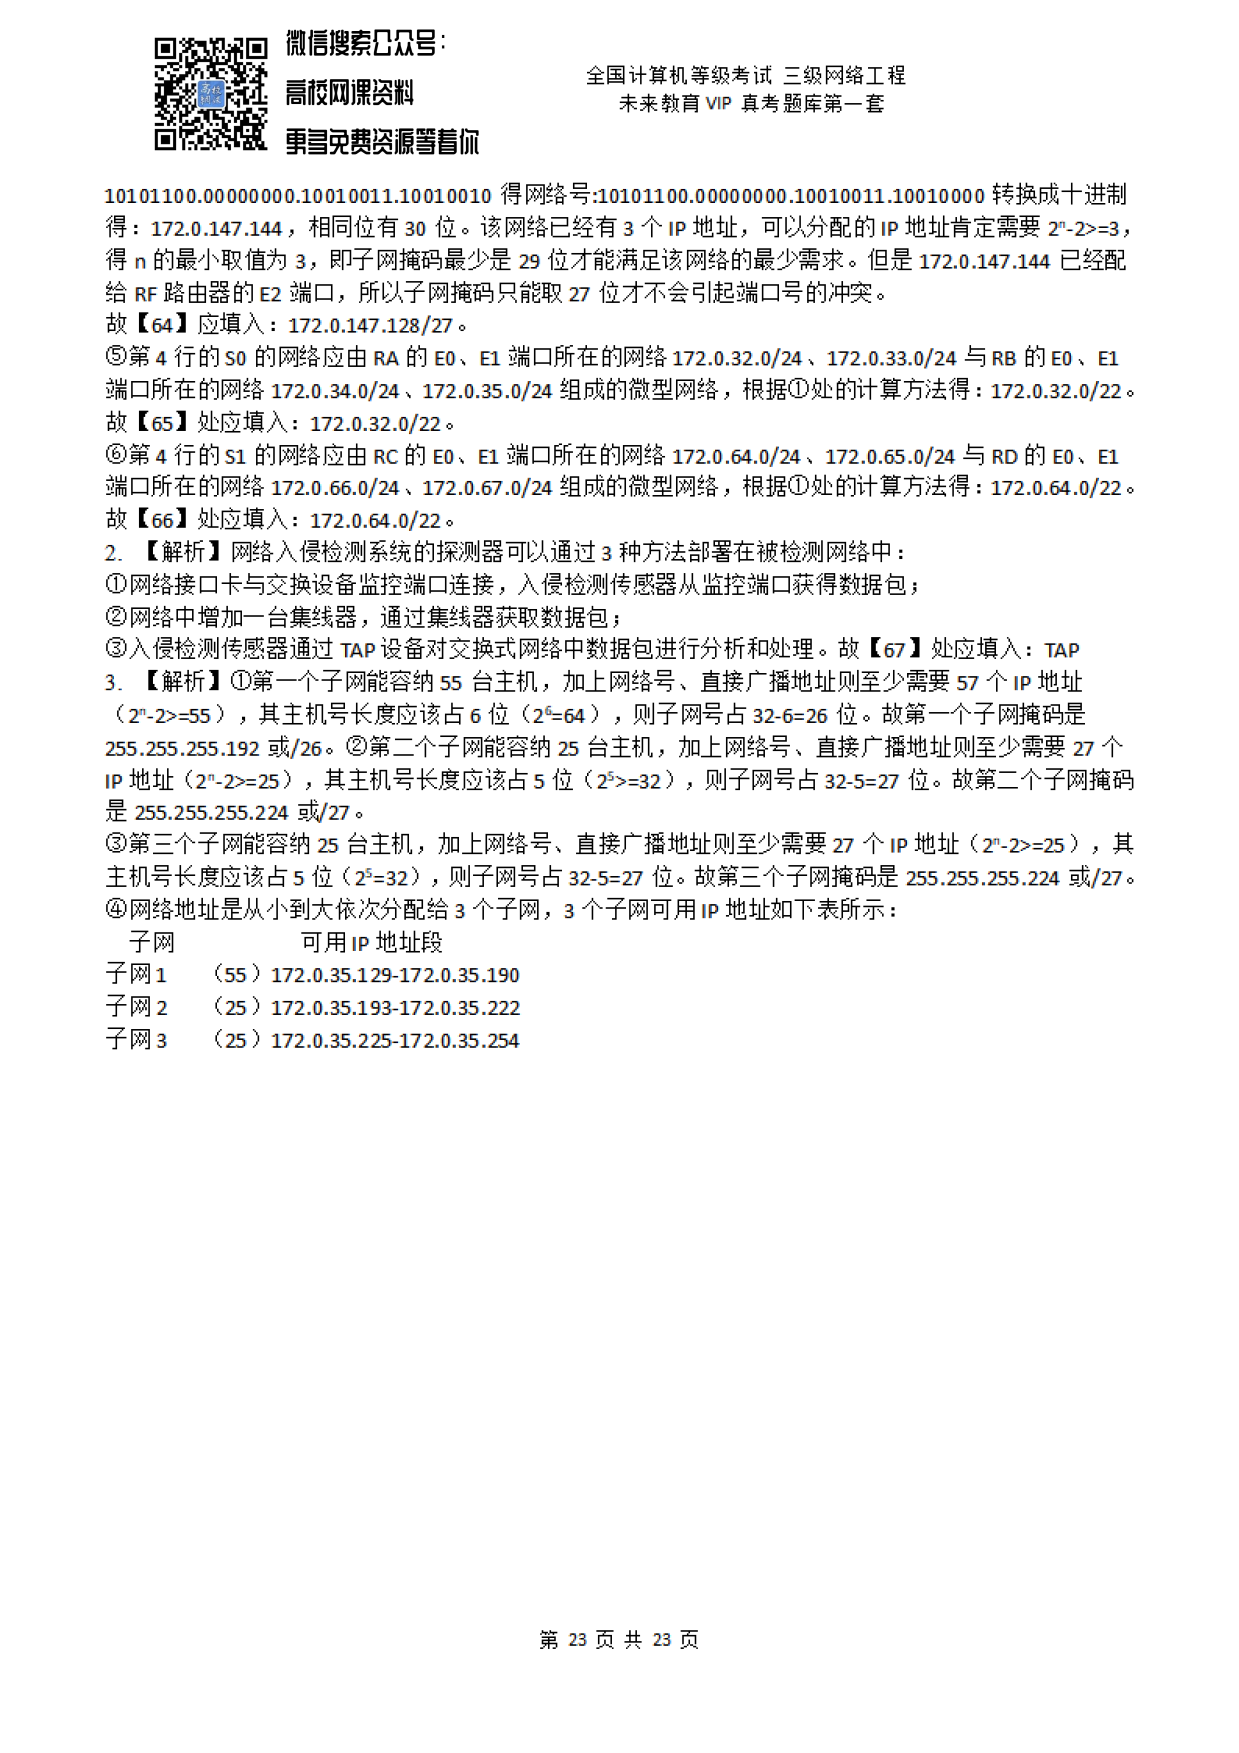 微信搜索公众号：
高校网课资料
更多免费资源等着你
高校
网课
全国计算机等级考试 三级网络工程
未来教育 VIP 真考题库第一套
10101100.00000000.10010011.10010010 得网络号:10101100.00000000.10010011.10010000 转换成十进制
得：172.0.147.144，相同位有 30 位。该网络已经有 3 个 IP 地址，可以分配的 IP 地址肯定需要 2ⁿ-2>=3，
得 n 的最小取值为 3，即子网掩码最少是 29 位才能满足该网络的最少需求。但是 172.0.147.144 已经配
给 RF 路由器的 E2 端口，所以子网掩码只能取 27 位才不会引起端口号的冲突。
故【64】应填入：172.0.147.128/27。
⑤第 4 行的 S0 的网络应由 RA 的 E0、E1 端口所在的网络 172.0.32.0/24、172.0.33.0/24 与 RB 的 E0、E1
端口所在的网络 172.0.34.0/24、172.0.35.0/24 组成的微型网络，根据①处的计算方法得：172.0.32.0/22。
故【65】处应填入：172.0.32.0/22。
⑥第 4 行的 S1 的网络应由 RC 的 E0、E1 端口所在的网络 172.0.64.0/24、172.0.65.0/24 与 RD 的 E0、E1
端口所在的网络 172.0.66.0/24、172.0.67.0/24 组成的微型网络，根据①处的计算方法得：172.0.64.0/22。
故【66】处应填入：172.0.64.0/22。
2. 【解析】网络入侵检测系统的探测器可以通过 3 种方法部署在被检测网络中：
①网络接口卡与交换设备监控端口连接，入侵检测传感器从监控端口获得数据包；
②网络中增加一台集线器，通过集线器获取数据包；
③入侵检测传感器通过 TAP 设备对交换式网络中数据包进行分析和处理。故【67】处应填入：TAP
3. 【解析】①第一个子网能容纳 55 台主机，加上网络号、直接广播地址则至少需要 57 个 IP 地址
（2ⁿ-2>=55），其主机号长度应该占 6 位（2⁶=64），则子网号占 32-6=26 位。故第一个子网掩码是
255.255.255.192 或/26。②第二个子网能容纳 25 台主机，加上网络号、直接广播地址则至少需要 27 个
IP 地址（2ⁿ-2>=25），其主机号长度应该占 5 位（2⁵>=32），则子网号占 32-5=27 位。故第二个子网掩码
是 255.255.255.224 或/27。
③第三个子网能容纳 25 台主机，加上网络号、直接广播地址则至少需要 27 个 IP 地址（2ⁿ-2>=25），其
主机号长度应该占 5 位（2⁵=32），则子网号占 32-5=27 位。故第三个子网掩码是 255.255.255.224 或/27。
④网络地址是从小到大依次分配给 3 个子网，3 个子网可用 IP 地址如下表所示：
子网 可用 IP 地址段
子网 1 （55）172.0.35.129-172.0.35.190
子网 2 （25）172.0.35.193-172.0.35.222
子网 3 （25）172.0.35.225-172.0.35.254
第 23 页 共 23 页